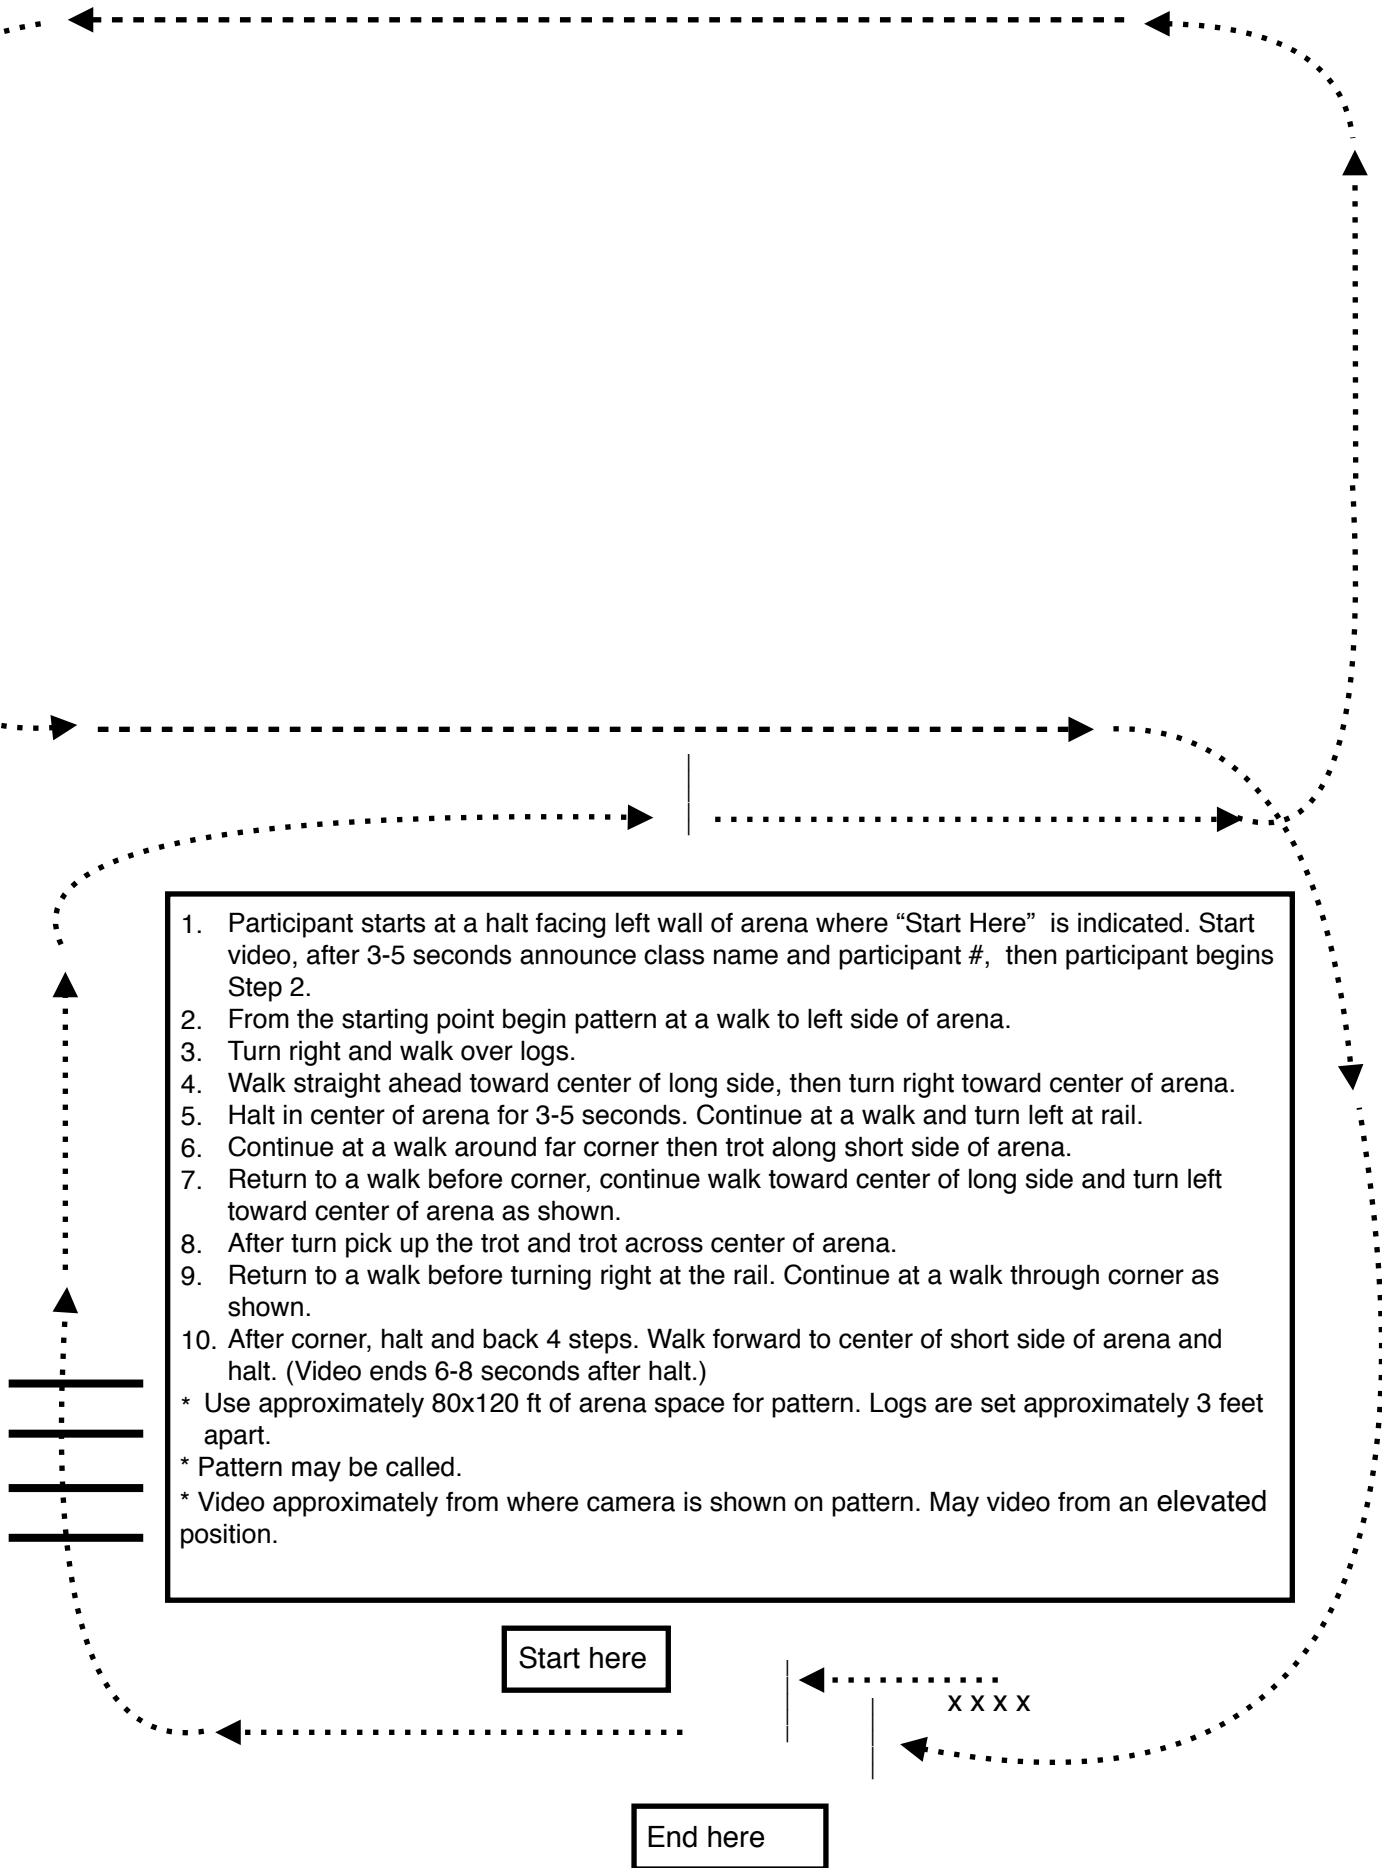 1. Participant starts at a halt facing left wall of arena where “Start Here”  is indicated. Start
video, after 3-5 seconds announce class name and participant #,  then participant begins
Step 2.
2. From the starting point begin pattern at a walk to left side of arena.
3. Turn right and walk over logs.
4. Walk straight ahead toward center of long side, then turn right toward center of arena.
5. Halt in center of arena for 3-5 seconds. Continue at a walk and turn left at rail.
6. Continue at a walk around far corner then trot along short side of arena.
7. Return to a walk before corner, continue walk toward center of long side and turn left
toward center of arena as shown.
8. After turn pick up the trot and trot across center of arena.
9. Return to a walk before turning right at the rail. Continue at a walk through corner as
shown.
10. After corner, halt and back 4 steps. Walk forward to center of short side of arena and
halt. (Video ends 6-8 seconds after halt.)
* Use approximately 80x120 ft of arena space for pattern. Logs are set approximately 3 feet
apart.
* Pattern may be called.
* Video approximately from where camera is shown on pattern. May video from an elevated
position.
Start here
x x x x
End here